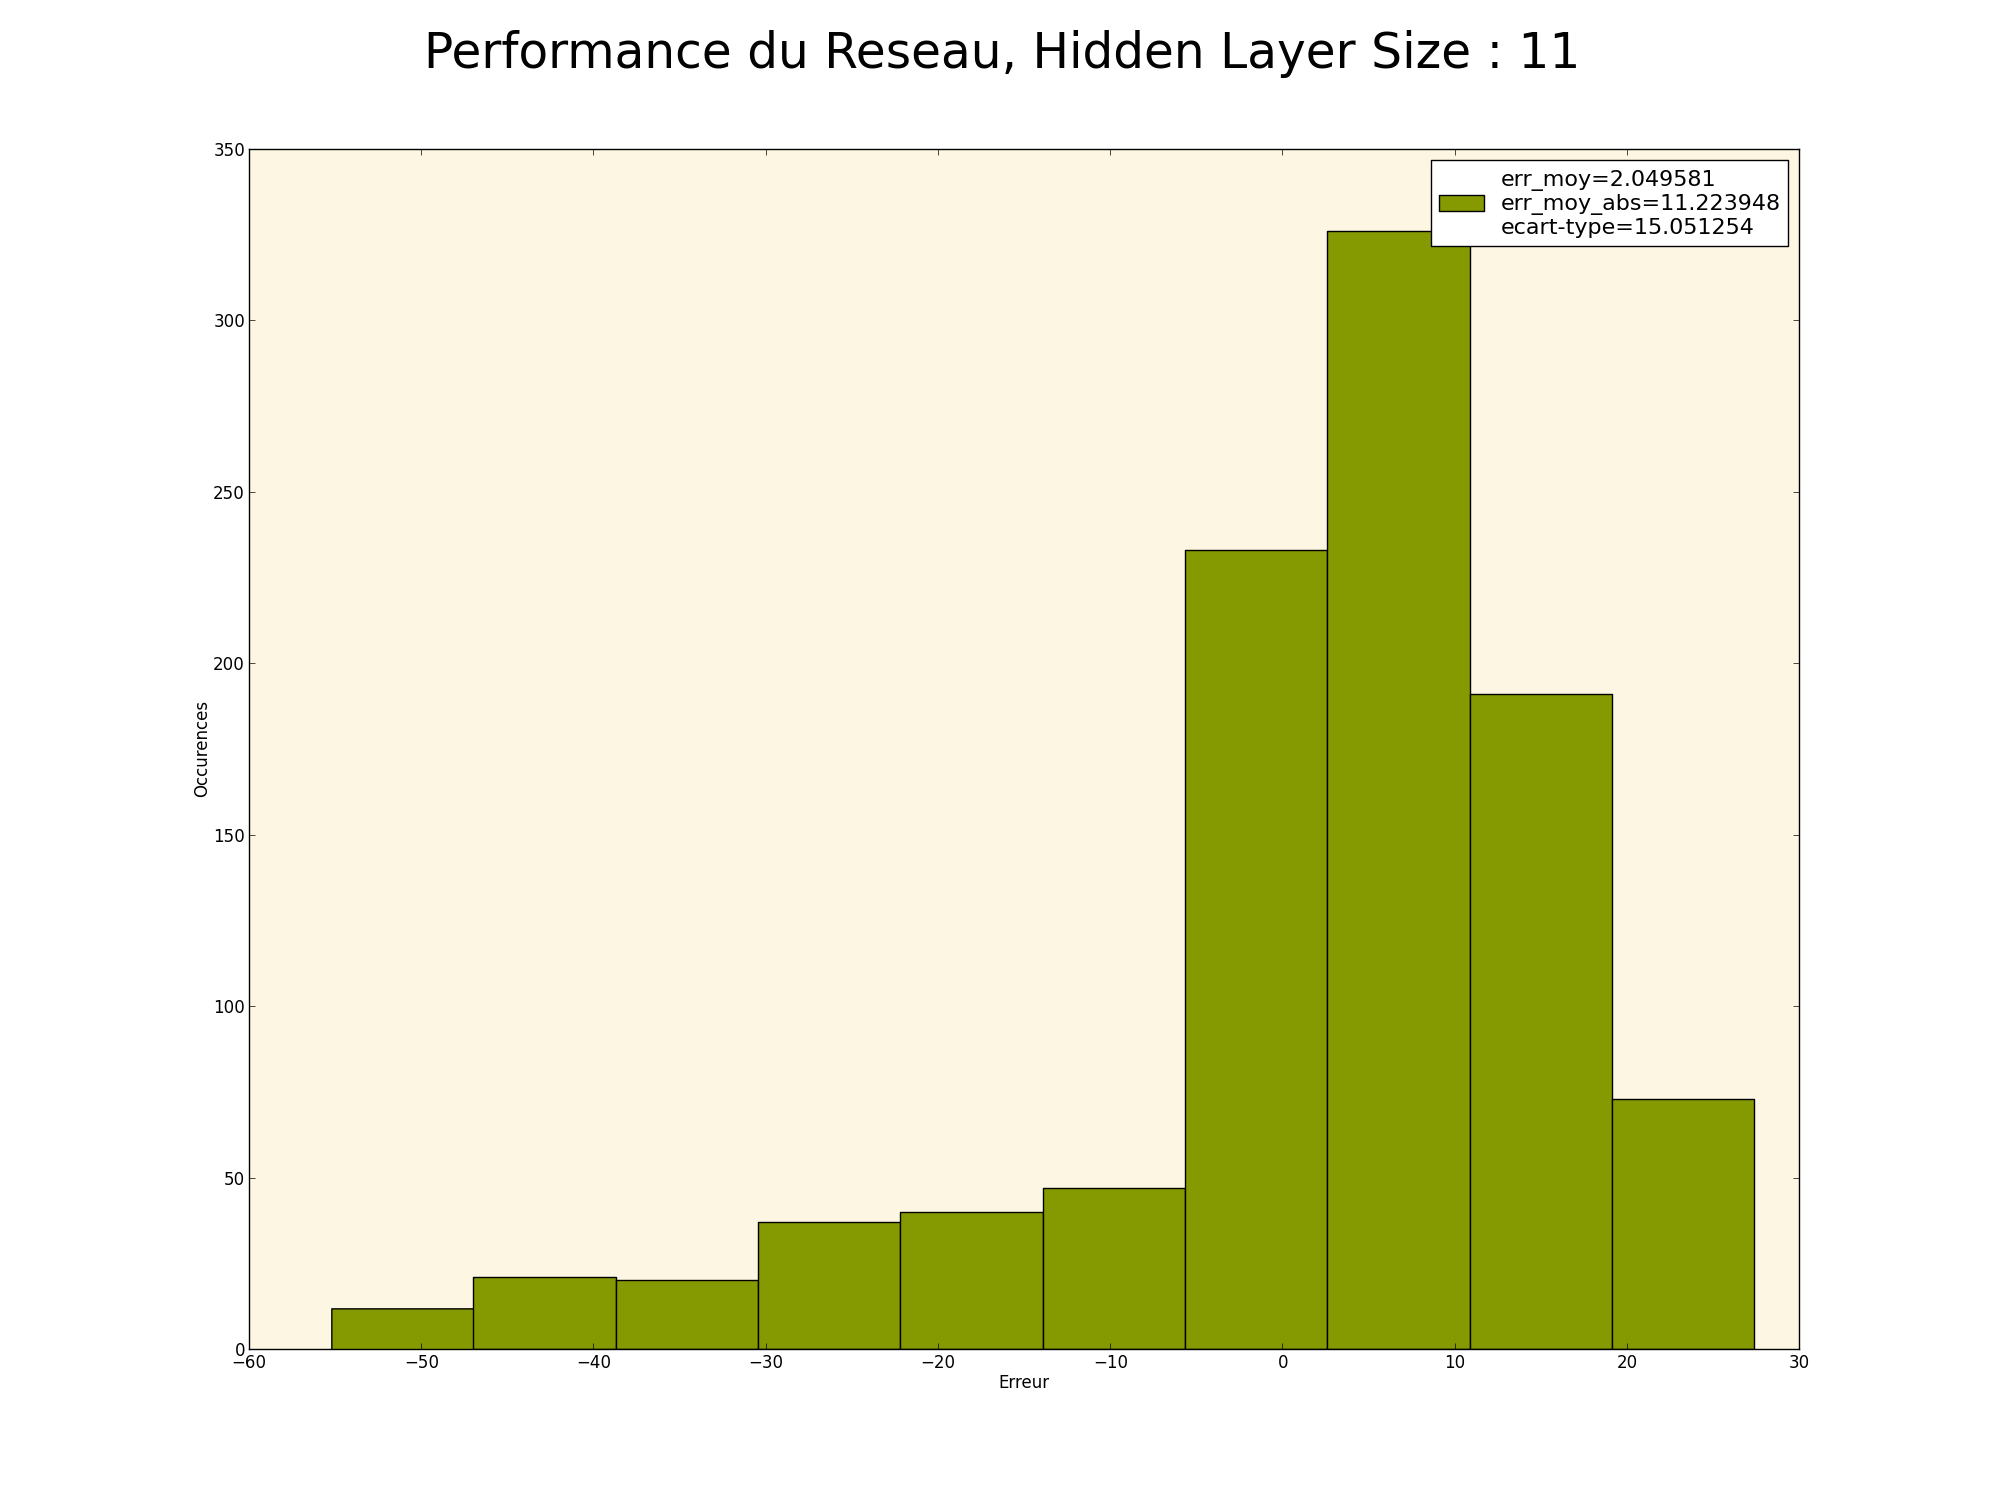 Performance du Reseau, Hidden Layer Size : 11
350
300
250
200
150
100
50
0
Occurences
err_moy=2.049581
err_moy_abs=11.223948
ecart-type=15.051254
−60 −50 −40 −30 −20 −10 0 10 20 30
Erreur